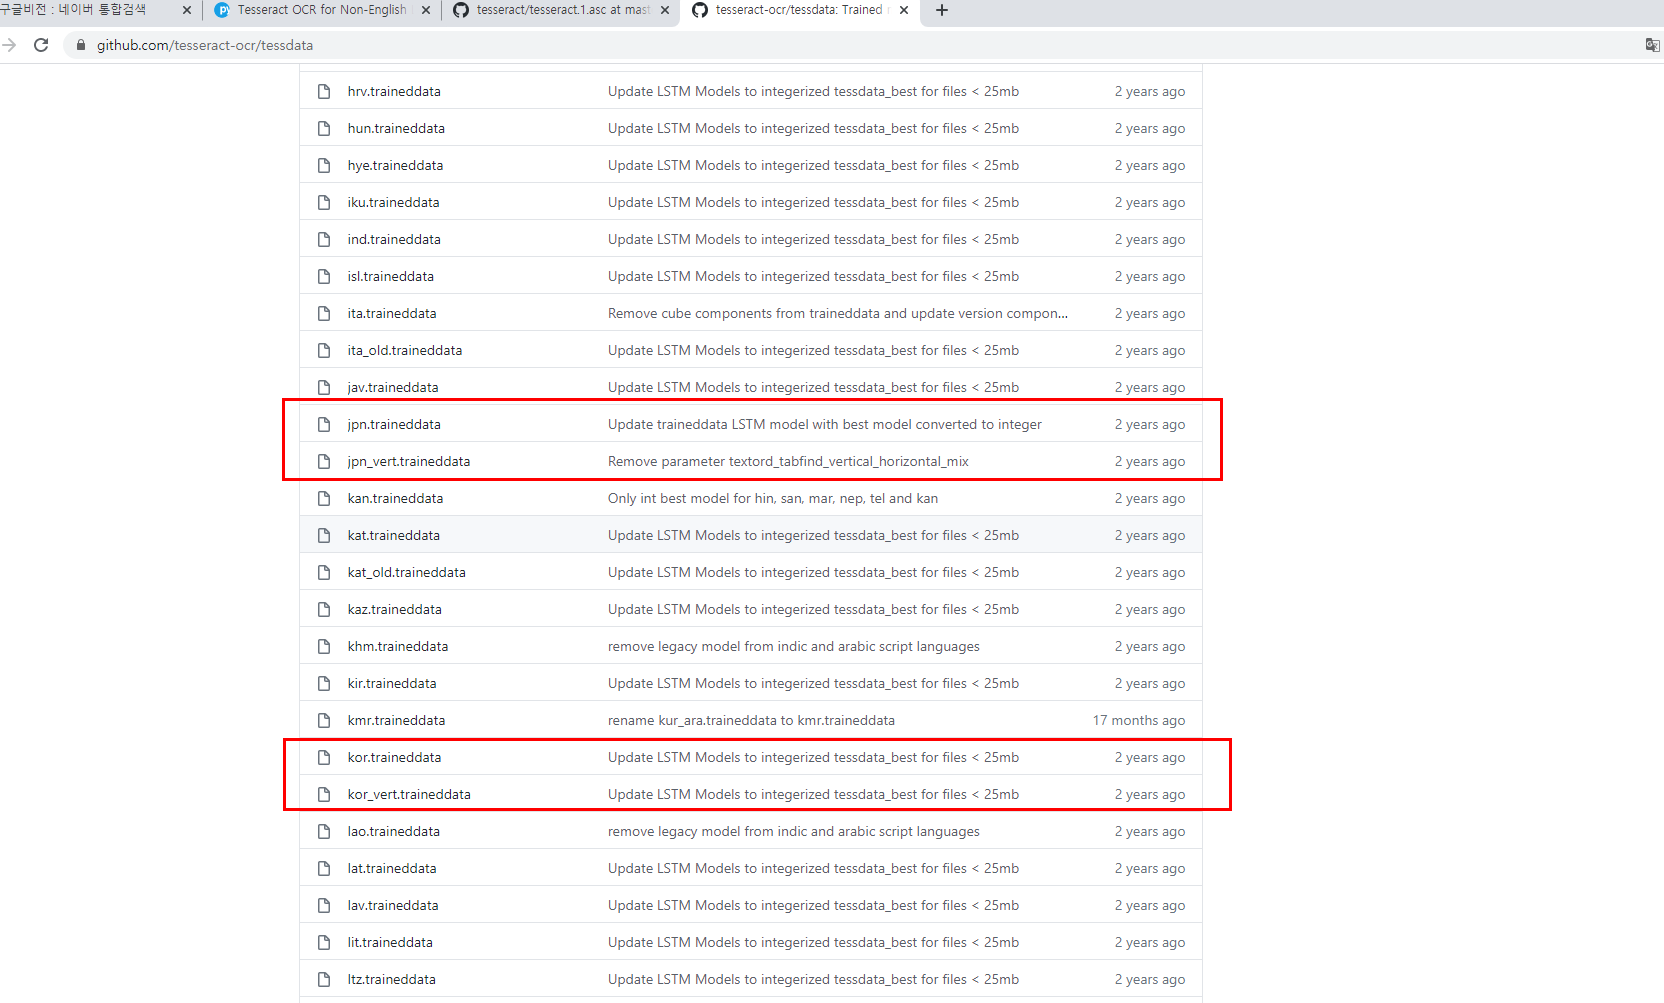 구글비전 : 네이버 통합검색
Tesseract OCR for Non-English
tesseract/tesseract.1.asc at mast
tesseract-ocr/tessdata: Trained
github.com/tesseract-ocr/tessdata
hrv.traineddata Update LSTM Models to integerized tessdata_best for files < 25mb 2 years ago
hun.traineddata Update LSTM Models to integerized tessdata_best for files < 25mb 2 years ago
hye.traineddata Update LSTM Models to integerized tessdata_best for files < 25mb 2 years ago
iku.traineddata Update LSTM Models to integerized tessdata_best for files < 25mb 2 years ago
ind.traineddata Update LSTM Models to integerized tessdata_best for files < 25mb 2 years ago
isl.traineddata Update LSTM Models to integerized tessdata_best for files < 25mb 2 years ago
ita.traineddata Remove cube components from traineddata and update version compon... 2 years ago
ita_old.traineddata Update LSTM Models to integerized tessdata_best for files < 25mb 2 years ago
jav.traineddata Update LSTM Models to integerized tessdata_best for files < 25mb 2 years ago
jpn.traineddata Update traineddata LSTM model with best model converted to integer 2 years ago
jpn_vert.traineddata Remove parameter textord_tabfind_vertical_horizontal_mix 2 years ago
kan.traineddata Only int best model for hin, san, mar, nep, tel and kan 2 years ago
kat.traineddata Update LSTM Models to integerized tessdata_best for files < 25mb 2 years ago
kat_old.traineddata Update LSTM Models to integerized tessdata_best for files < 25mb 2 years ago
kaz.traineddata Update LSTM Models to integerized tessdata_best for files < 25mb 2 years ago
khm.traineddata remove legacy model from indic and arabic script languages 2 years ago
kir.traineddata Update LSTM Models to integerized tessdata_best for files < 25mb 2 years ago
kmr.traineddata rename kur_ara.traineddata to kmr.traineddata 17 months ago
kor.traineddata Update LSTM Models to integerized tessdata_best for files < 25mb 2 years ago
kor_vert.traineddata Update LSTM Models to integerized tessdata_best for files < 25mb 2 years ago
lao.traineddata remove legacy model from indic and arabic script languages 2 years ago
lat.traineddata Update LSTM Models to integerized tessdata_best for files < 25mb 2 years ago
lav.traineddata Update LSTM Models to integerized tessdata_best for files < 25mb 2 years ago
lit.traineddata Update LSTM Models to integerized tessdata_best for files < 25mb 2 years ago
ltz.traineddata Update LSTM Models to integerized tessdata_best for files < 25mb 2 years ago